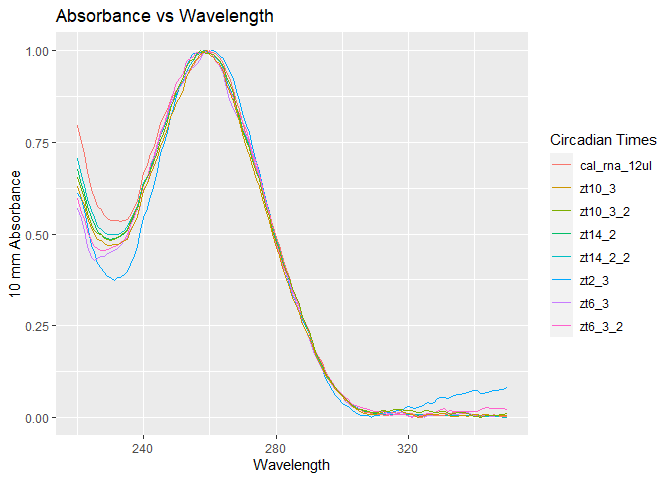 Absorbance vs Wavelength
10 mm Absorbance
1.00
0.75
0.50
0.25
0.00
240
280
320
Wavelength
Circadian Times
cal_rna_12ul
zt10_3
zt10_3_2
zt14_2
zt14_2_2
zt2_3
zt6_3
zt6_3_2